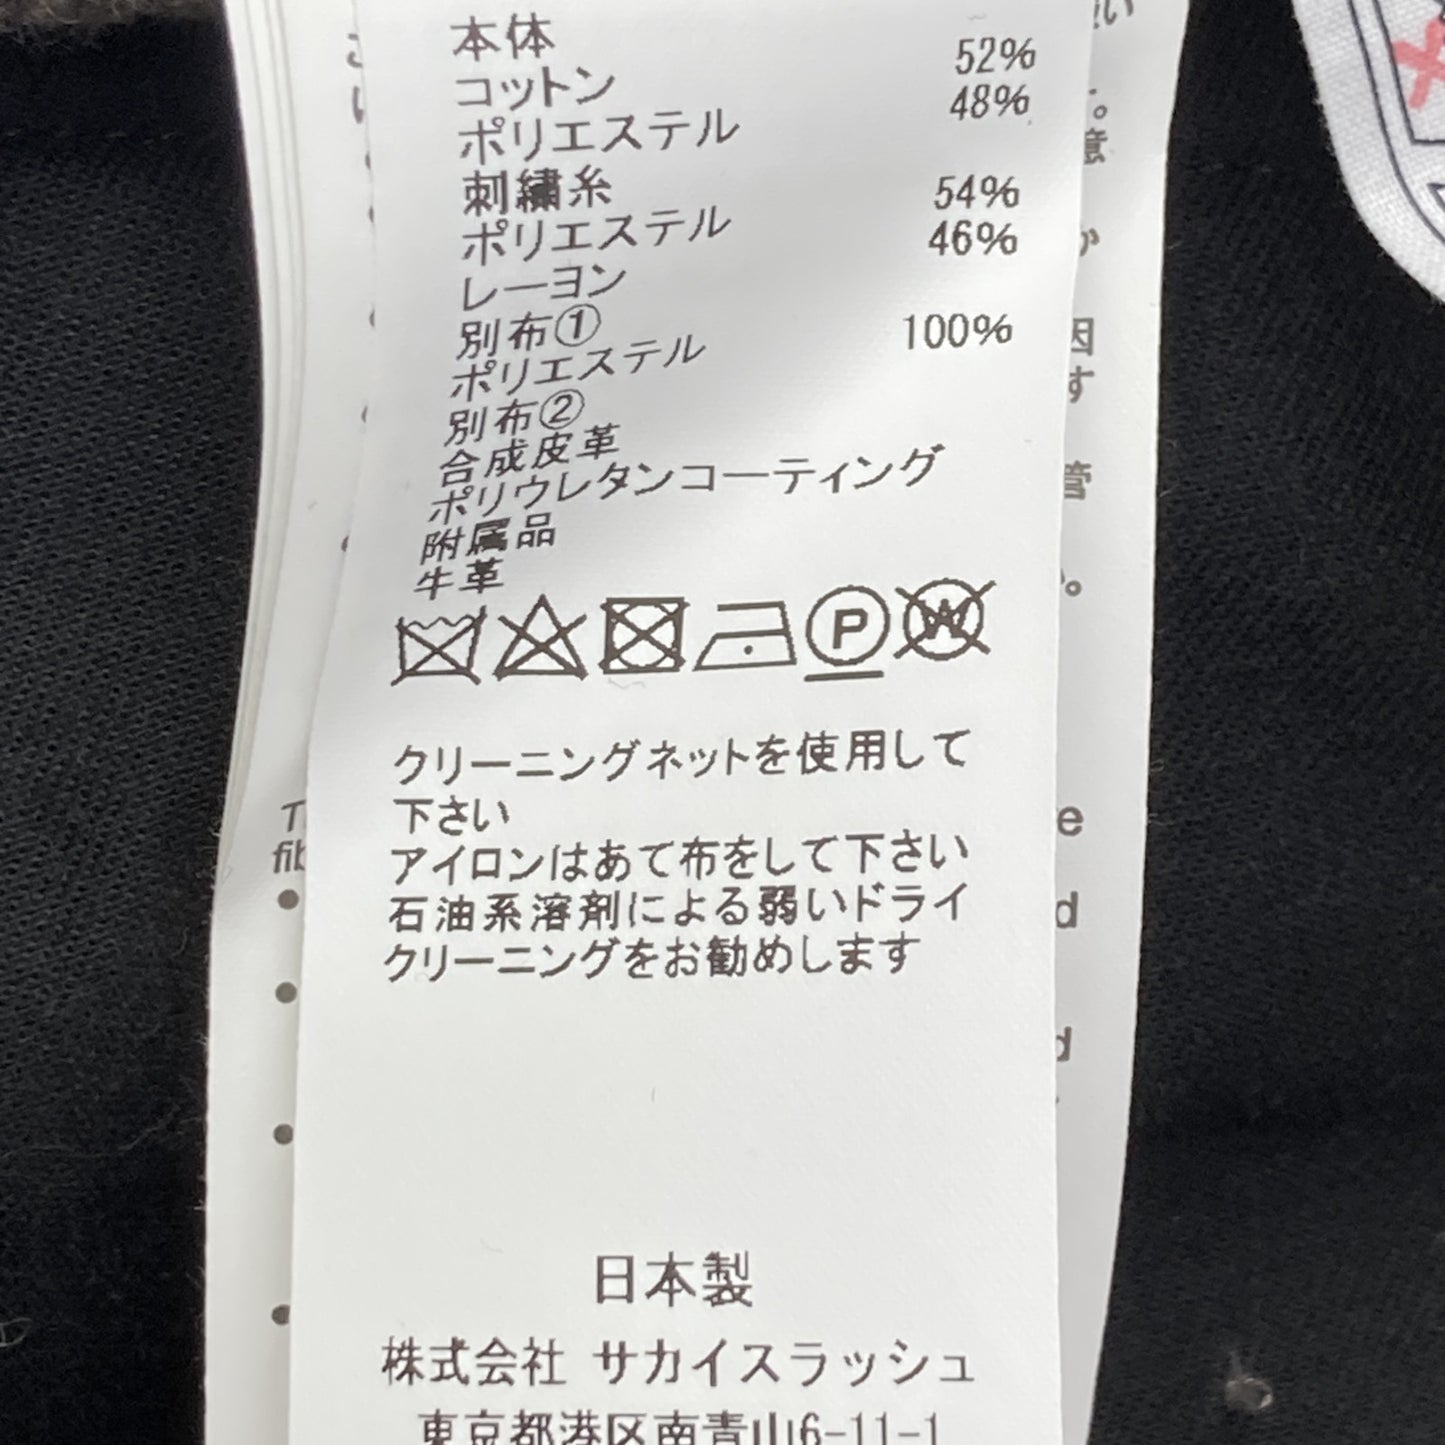 本体
コットン 52%
ポリエステル 48%
刺繍糸
ポリエステル 54%
レーヨン 46%
別布①
ポリエステル 100%
別布②
合成皮革
ポリウレタンコーティング
附属品
牛革
P W
クリーニングネットを使用して
下さい
アイロンはあて布をして下さい
石油系溶剤による弱いドライ
クリーニングをお勧めします
日本製
株式会社 サカイスラッシュ
東京都港区南青山6-11-1